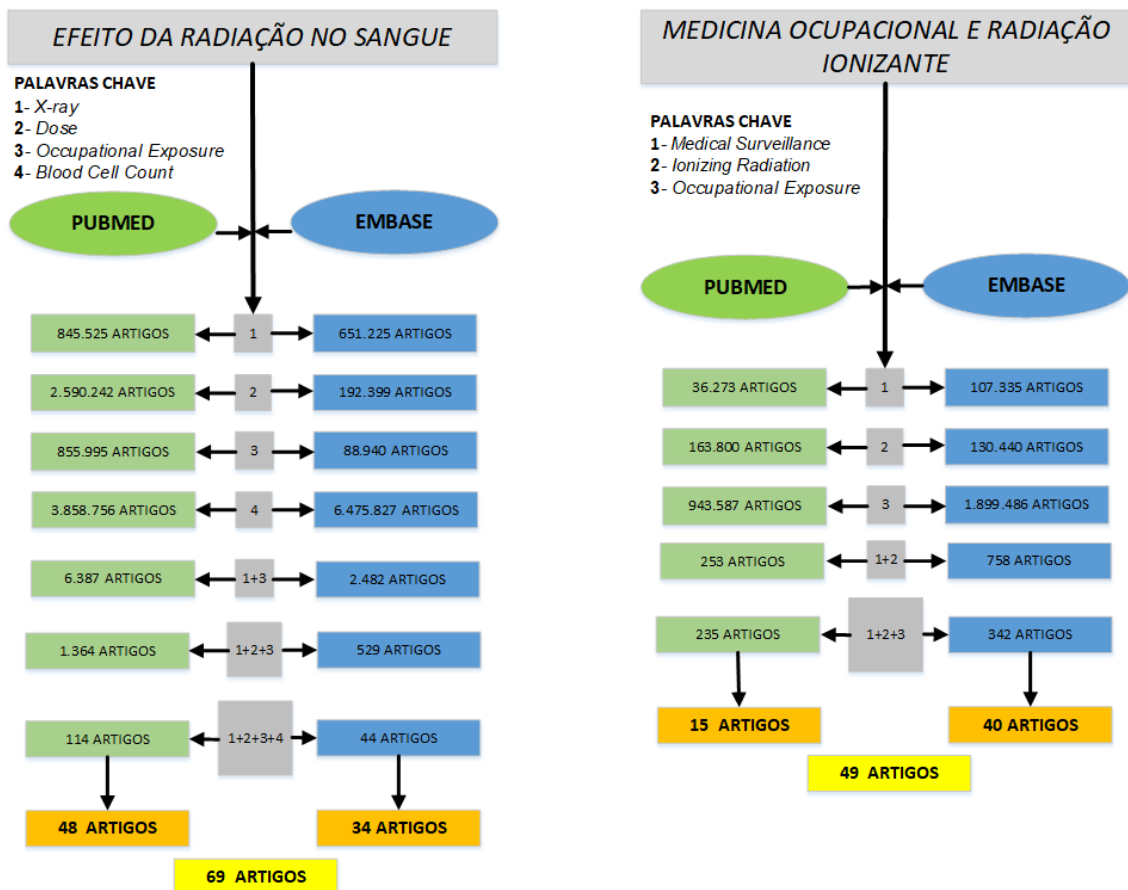 EFEITO DA RADIAÇÃO NO SANGUE
PALAVRAS CHAVE
1- X-ray
2- Dose
3- Occupational Exposure
4- Blood Cell Count
PUBMED
EMBASE
845.525 ARTIGOS
1
651.225 ARTIGOS
2.590.242 ARTIGOS
2
192.399 ARTIGOS
855.995 ARTIGOS
3
88.940 ARTIGOS
3.858.756 ARTIGOS
4
6.475.827 ARTIGOS
6.387 ARTIGOS
1+3
2.482 ARTIGOS
1.364 ARTIGOS
1+2+3
529 ARTIGOS
114 ARTIGOS
1+2+3+4
44 ARTIGOS
48 ARTIGOS
34 ARTIGOS
69 ARTIGOS
MEDICINA OCUPACIONAL E RADIAÇÃO
IONIZANTE
PALAVRAS CHAVE
1- Medical Surveillance
2- Ionizing Radiation
3- Occupational Exposure
PUBMED
EMBASE
36.273 ARTIGOS
1
107.335 ARTIGOS
163.800 ARTIGOS
2
130.440 ARTIGOS
943.587 ARTIGOS
3
1.899.486 ARTIGOS
253 ARTIGOS
1+2
758 ARTIGOS
235 ARTIGOS
1+2+3
342 ARTIGOS
15 ARTIGOS
40 ARTIGOS
49 ARTIGOS